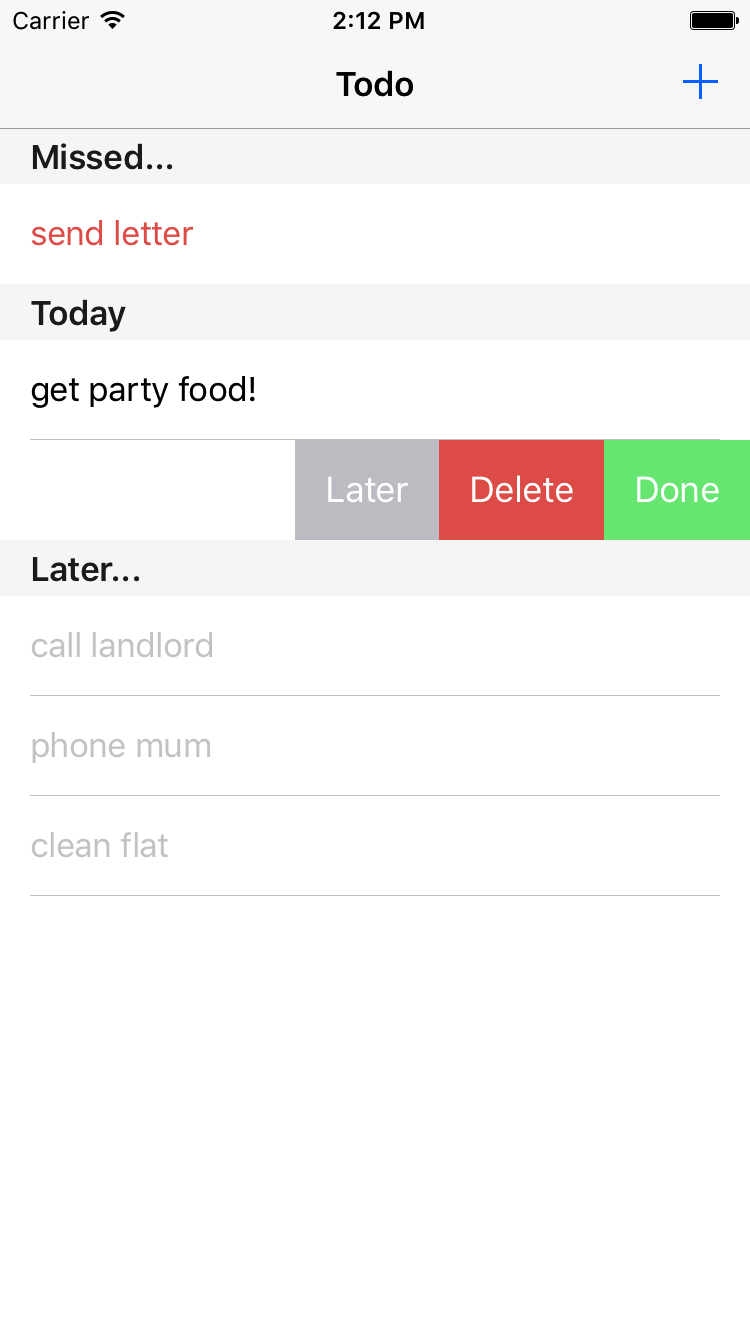 Carrier 2:12 PM
Todo
Missed...
send letter
Today
get party food!
Later Delete Done
Later...
call landlord
phone mum
clean flat